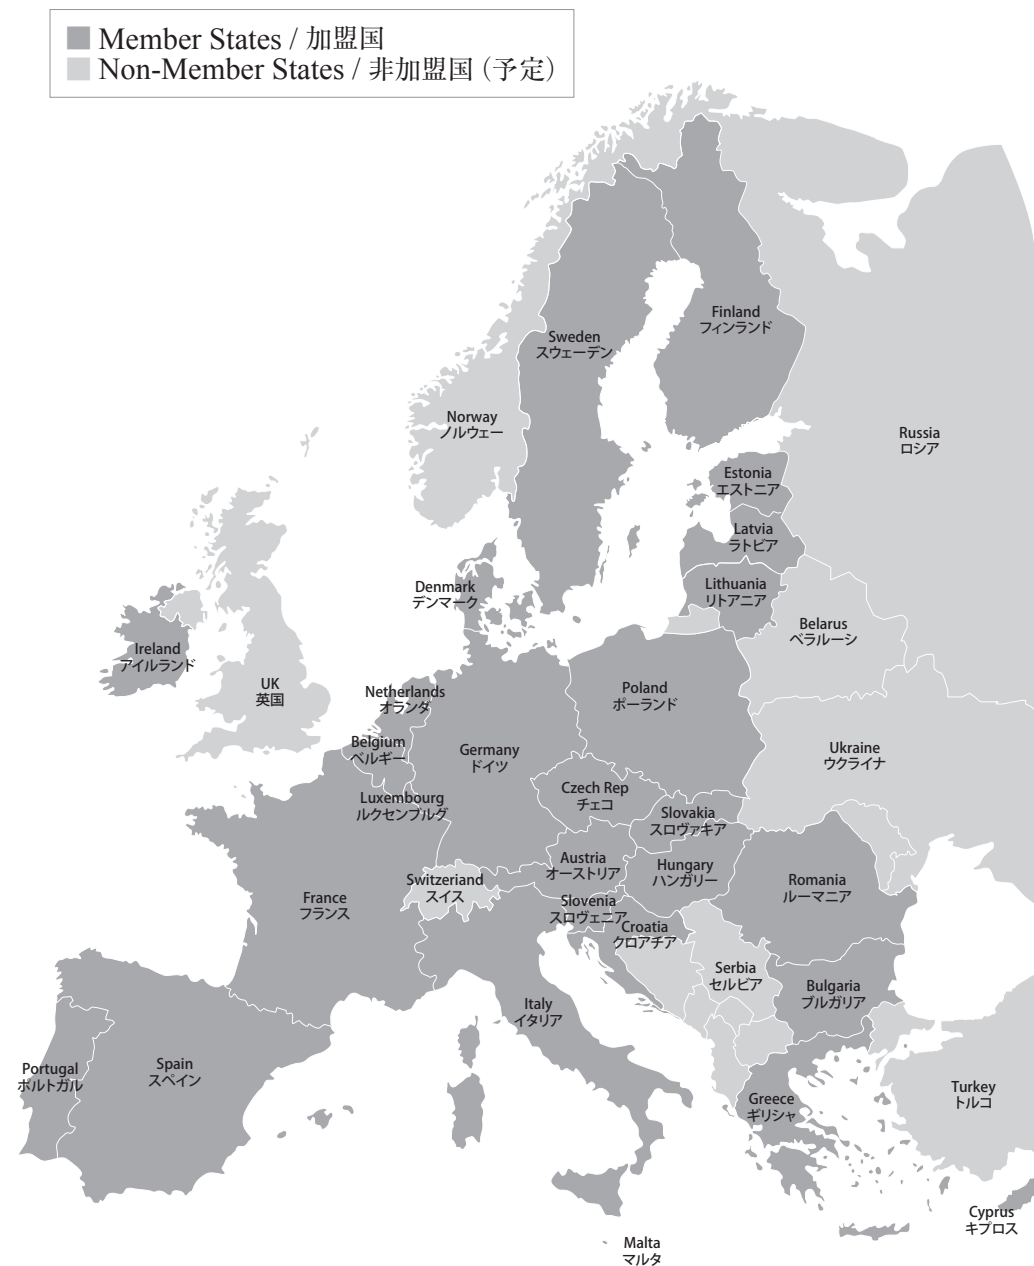 Member States / 加盟国
Non-Member States / 非加盟国（予定）
Finland
フィンランド
Sweden
スウェーデン
Norway
ノルウェー
Russia
ロシア
Estonia
エストニア
Latvia
ラトビア
Denmark
デンマーク
Lithuania
リトアニア
Belarus
ベラルーシ
Ireland
アイルランド
UK
英国
Netherlands
オランダ
Poland
ポーランド
Belgium
ベルギー
Germany
ドイツ
Ukraine
ウクライナ
Czech Rep
チェコ
Luxembourg
ルクセンブルグ
Slovakia
スロヴァキア
Austria
オーストリア
Hungary
ハンガリー
Switzerland
スイス
Romania
ルーマニア
France
フランス
Slovenia
スロヴェニア
Croatia
クロアチア
Serbia
セルビア
Bulgaria
ブルガリア
Italy
イタリア
Portugal
ポルトガル
Spain
スペイン
Turkey
トルコ
Greece
ギリシャ
Cyprus
キプロス
Malta
マルタ